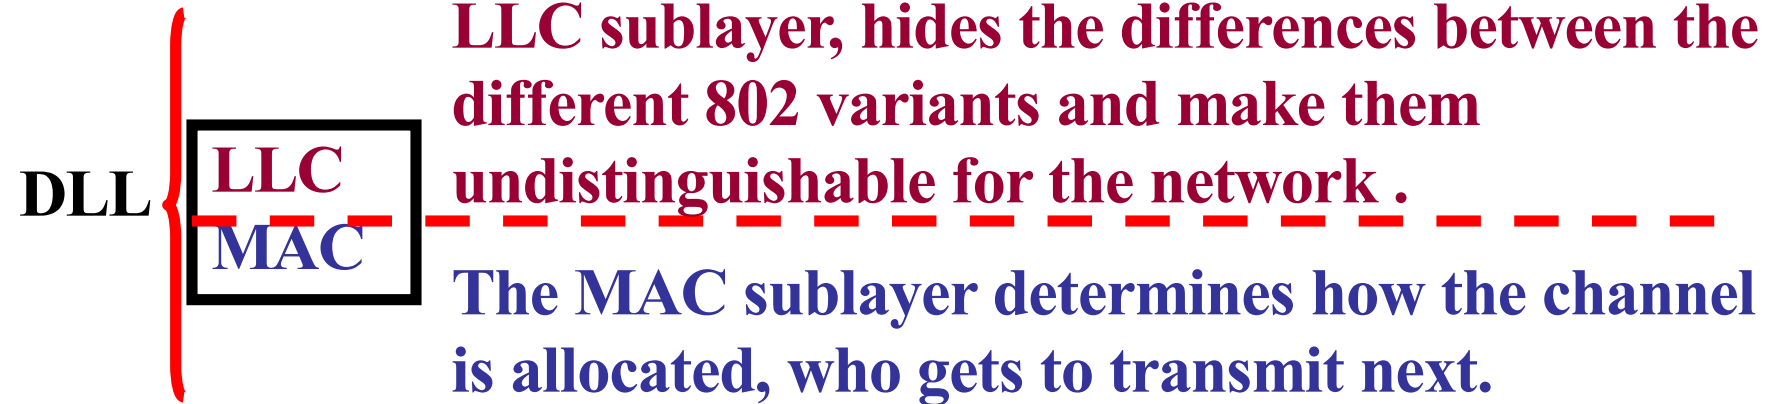 LLC sublayer, hides the differences between the
different 802 variants and make them
undistinguishable for the network .
DLL
LLC
MAC
The MAC sublayer determines how the channel
is allocated, who gets to transmit next.